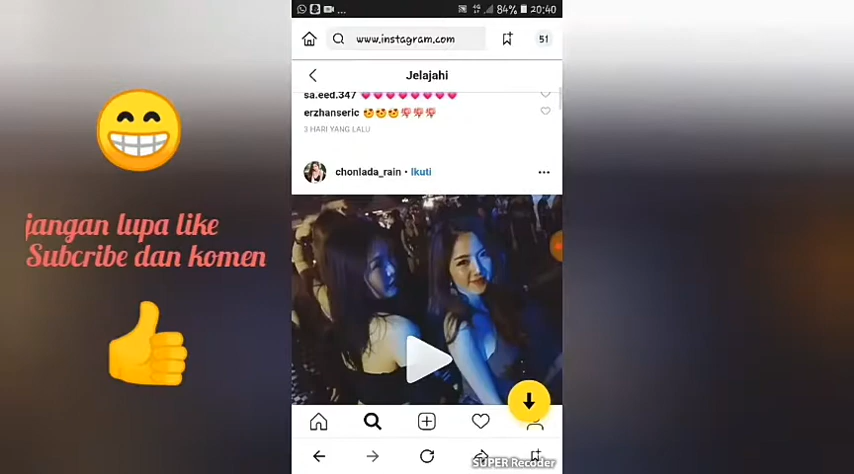 ... 84% 20:40
www.instagram.com 51
Jelajahi
sa.eed.347
erzhanseric
3 HARI YANG LALU
chonlada_rain • Ikuti
jangan lupa like
Subcribe dan komen
SUPER Recorder